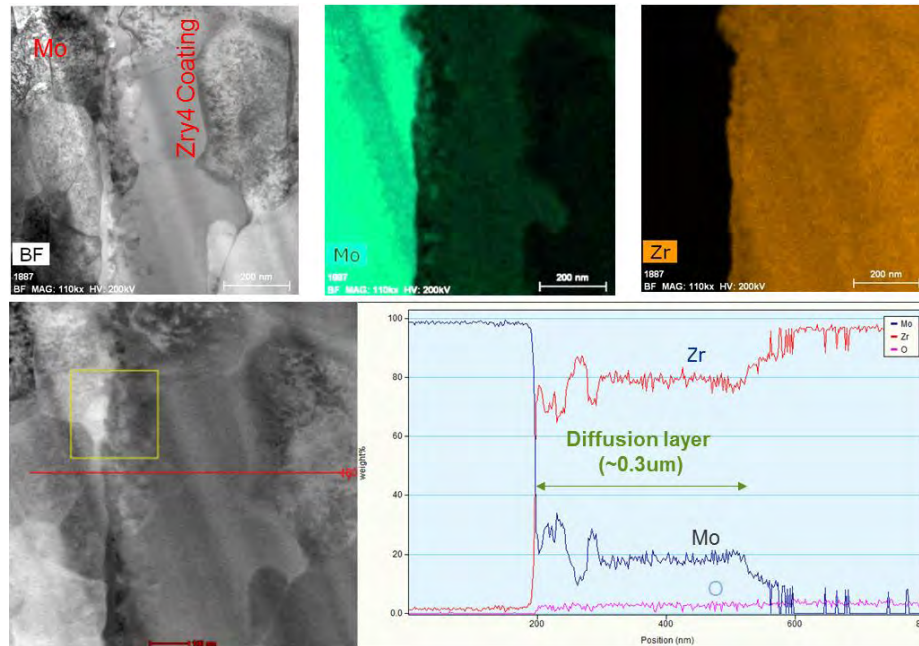 Mo
Zry4 Coating
BF
1887
BF MAG: 110kx HV: 200kV
200 nm
Mo
1887
BF MAG: 110kx HV: 200kV
200 nm
Zr
1887
BF MAG: 110kx HV: 200kV
200 nm
weight%
100
80
60
40
20
0.0
Mo
Zr
O
Zr
Diffusion layer
(~0.3um)
Mo
O
200
400
600
Position (nm)